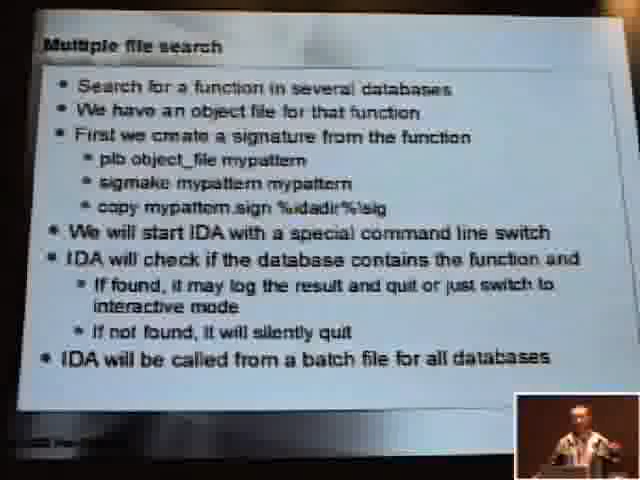 Multiple file search
• Search for a function in several databases
• We have an object file for that function
• First we create a signature from the function
• plb object_file mypattern
• sigmake mypattern mypattern
• copy mypattern.sign %idadir%\sig
• We will start IDA with a special command line switch
• IDA will check if the database contains the function and
• If found, it may log the result and quit or just switch to
interactive mode
• If not found, it will silently quit
• IDA will be called from a batch file for all databases